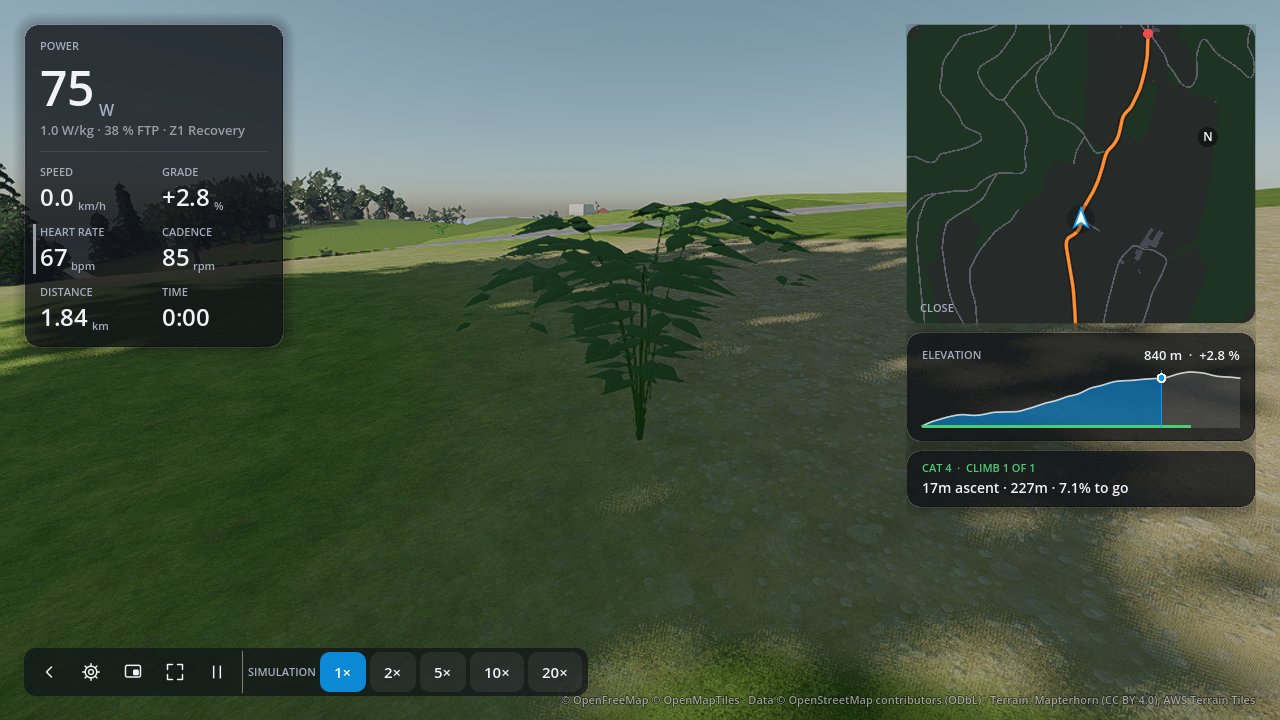 POWER
75 W
1.0 W/kg · 38 % FTP · Z1 Recovery
SPEED
GRADE
0.0 km/h
+2.8 %
HEART RATE
CADENCE
67 bpm
85 rpm
DISTANCE
TIME
1.84 km
0:00
N
CLOSE
ELEVATION
840 m · +2.8 %
CAT 4 · CLIMB 1 OF 1
17m ascent · 227m · 7.1% to go
SIMULATION
1×
2×
5×
10×
20×
© OpenFreeMap © OpenMapTiles · Data © OpenStreetMap contributors (ODbL) · Terrain: Mapterhorn (CC BY 4.0), AWS Terrain Tiles